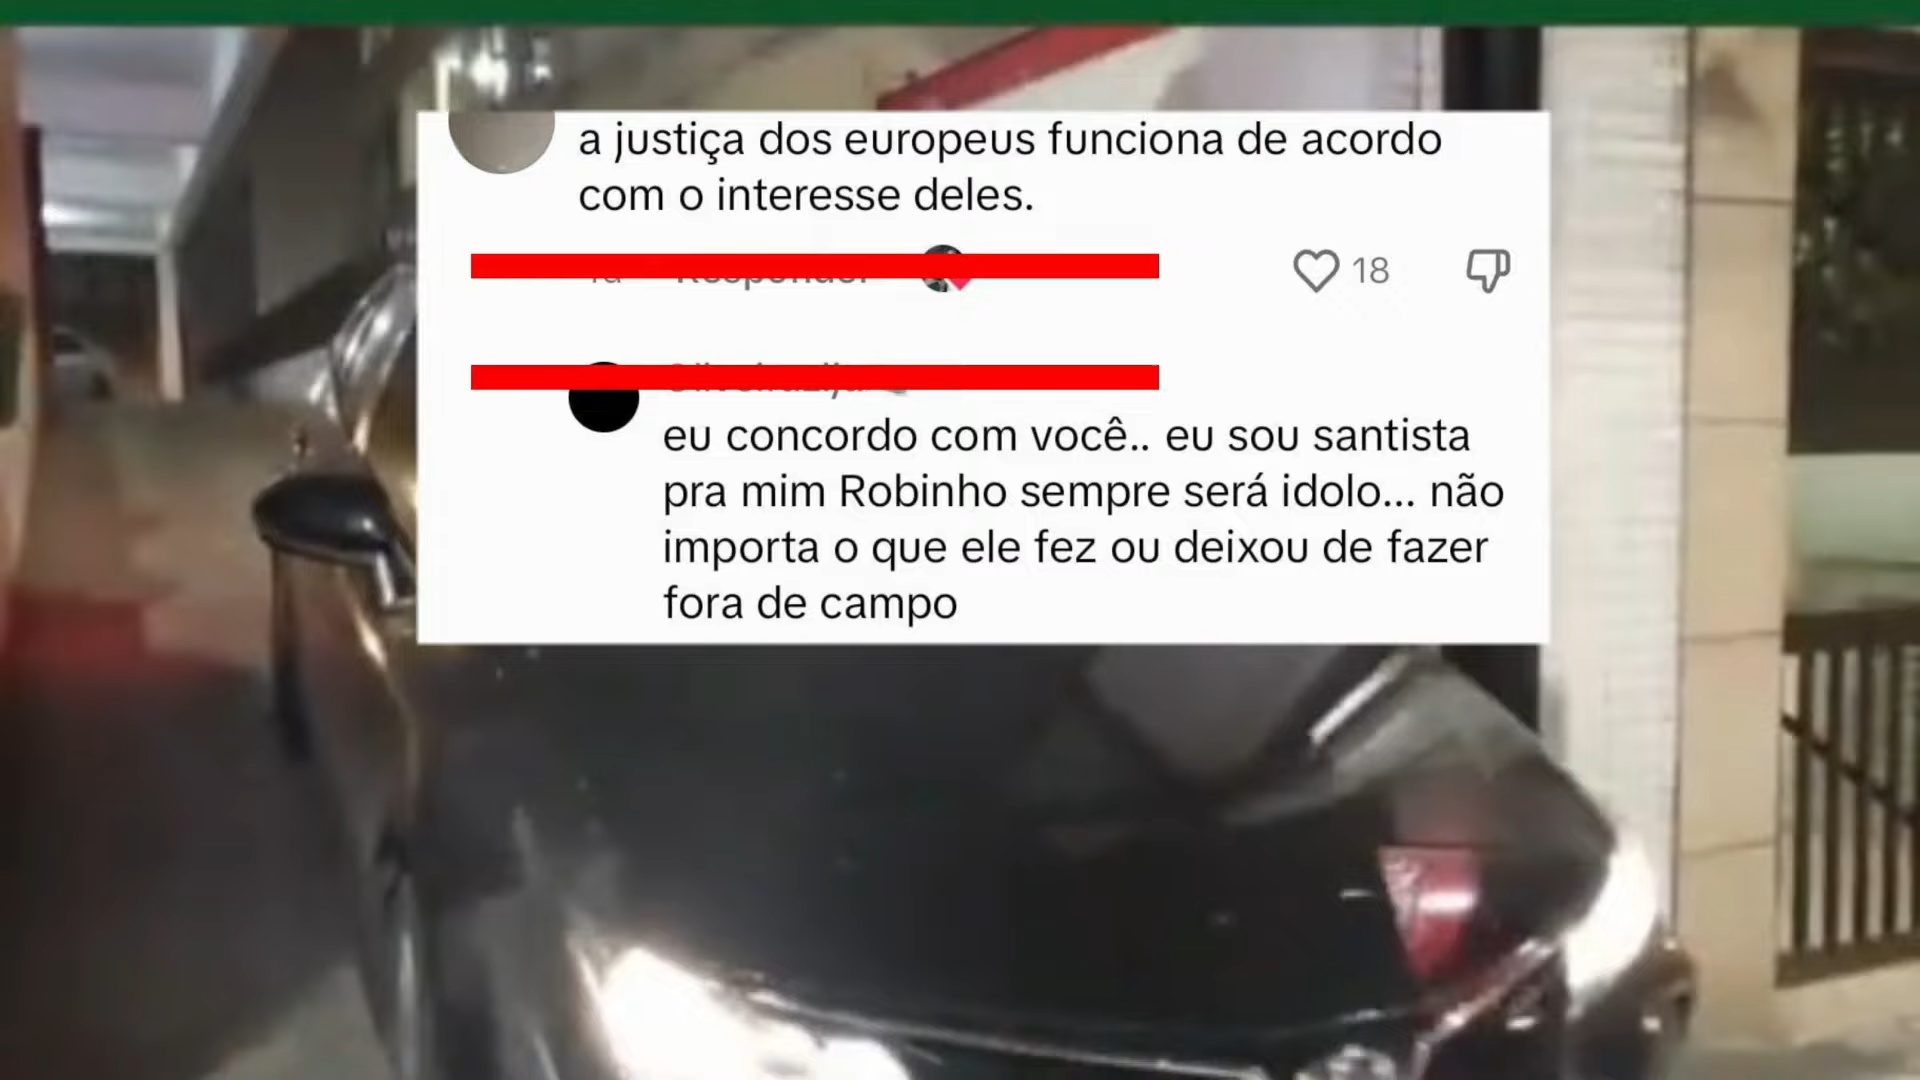 a justiça dos europeus funciona de acordo
com o interesse deles.
18
eu concordo com você.. eu sou santista
pra mim Robinho sempre será idolo... não
importa o que ele fez ou deixou de fazer
fora de campo